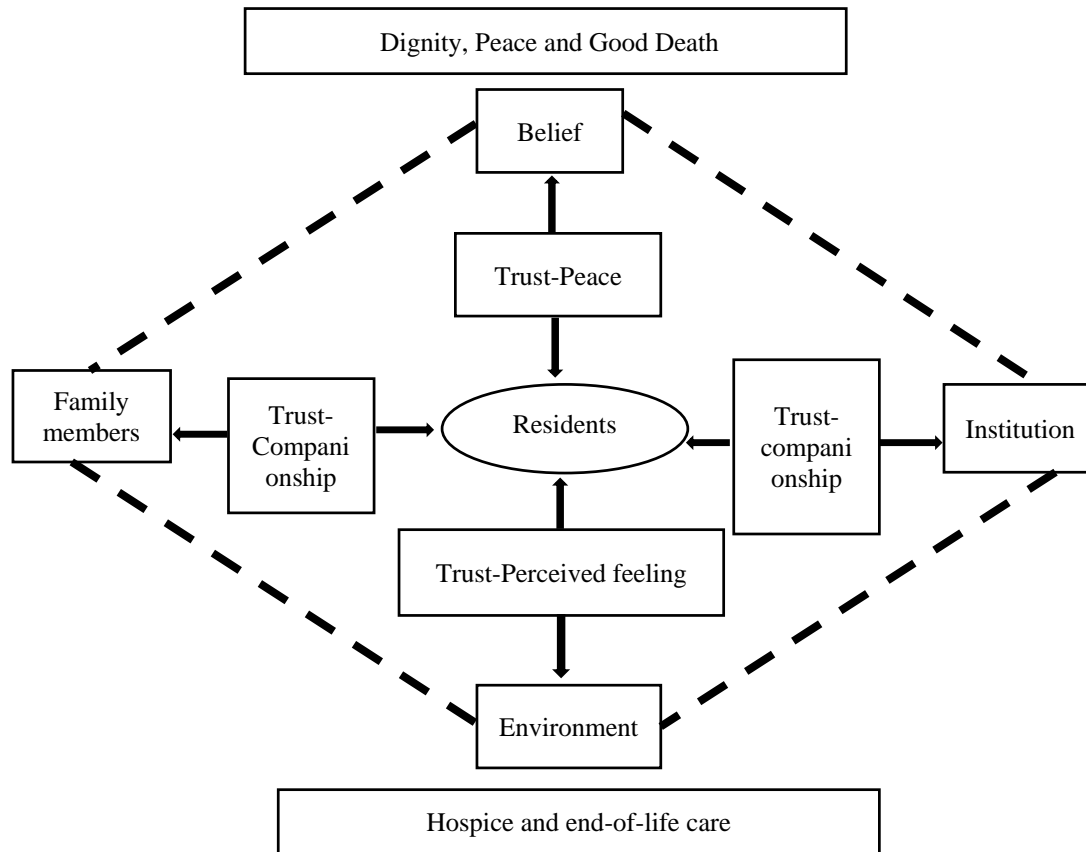 Dignity, Peace and Good Death
Belief
Trust-Peace
Family
members
Trust-
Compani
onship
Residents
Trust-
compani
onship
Institution
Trust-Perceived feeling
Environment
Hospice and end-of-life care